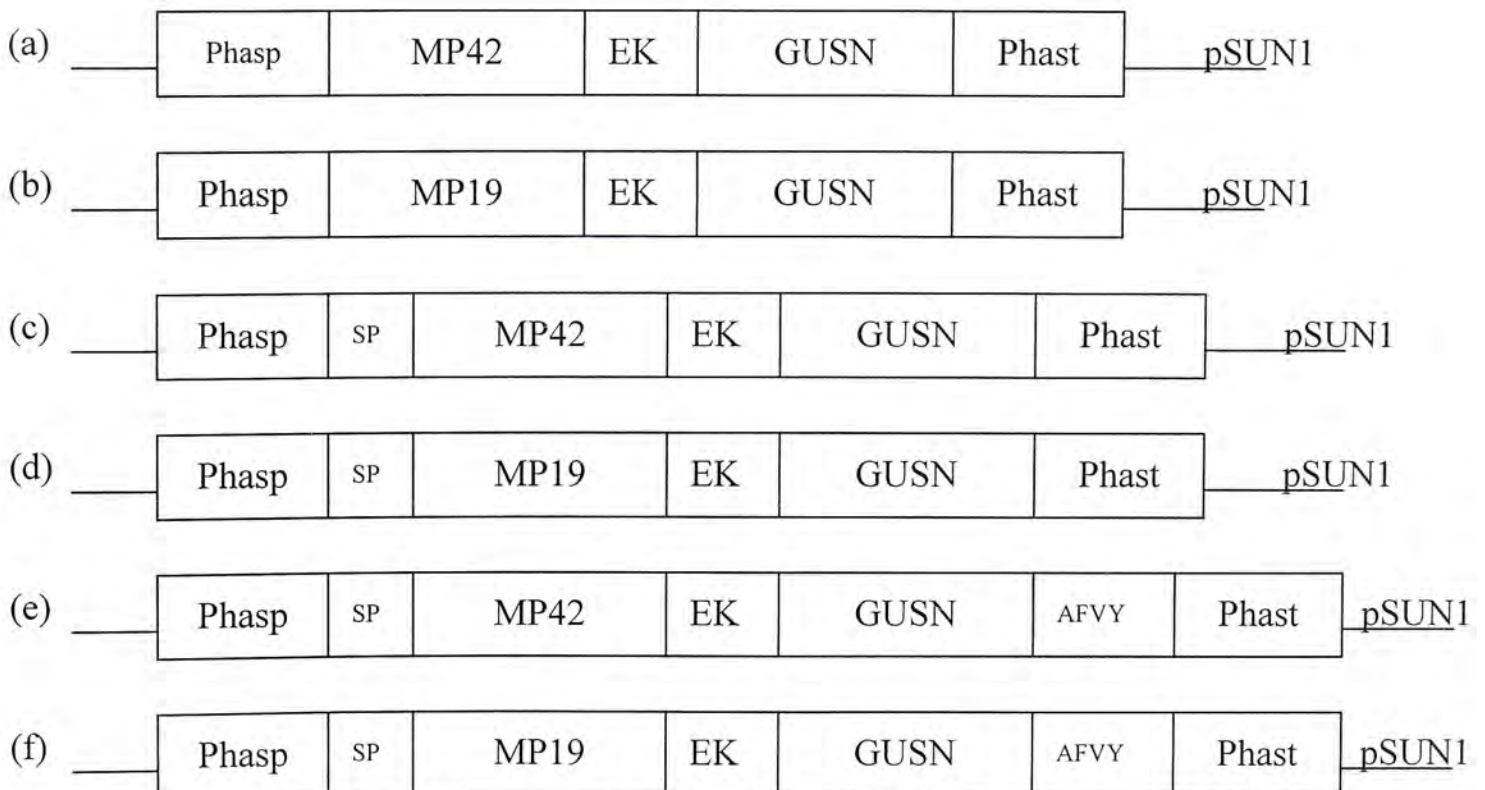 (a) Phasp MP42 EK GUSN Phast pSUN1
(b) Phasp MP19 EK GUSN Phast pSUN1
(c) Phasp SP MP42 EK GUSN Phast pSUN1
(d) Phasp SP MP19 EK GUSN Phast pSUN1
(e) Phasp SP MP42 EK GUSN AFVY Phast pSUN1
(f) Phasp SP MP19 EK GUSN AFVY Phast pSUN1